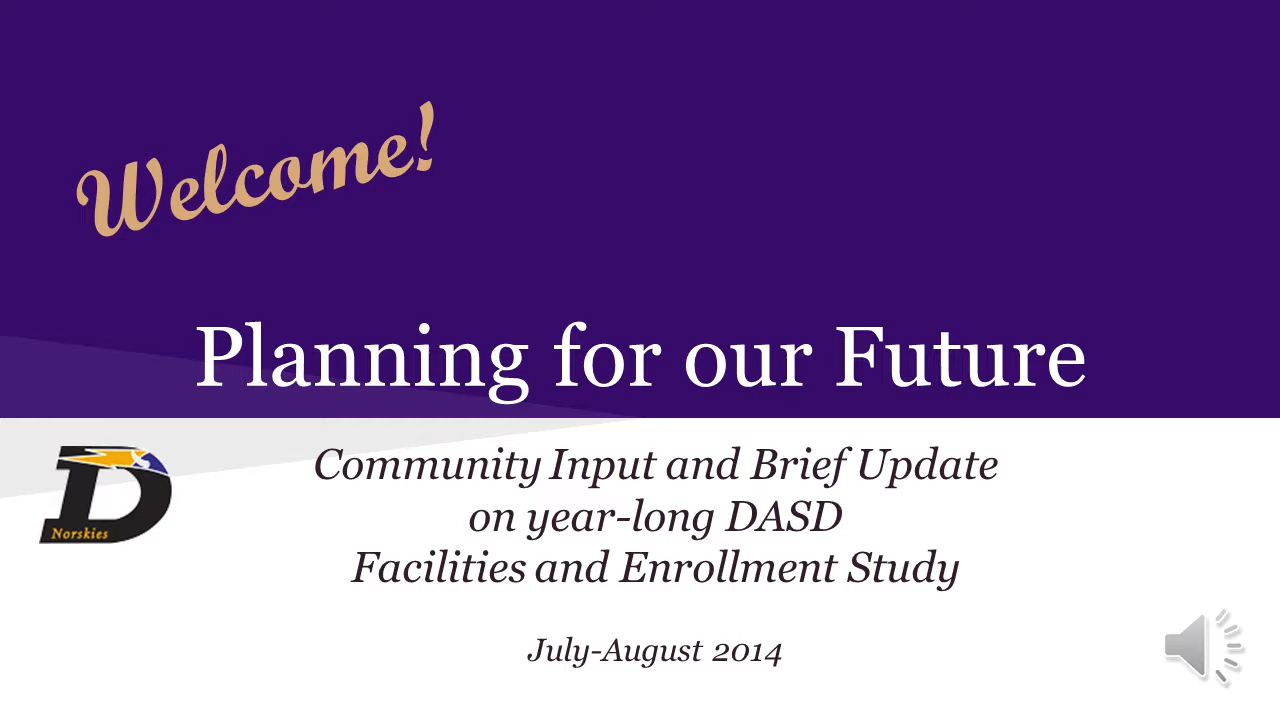 Welcome!
Planning for our Future
Norskies
Community Input and Brief Update
on year-long DASD
Facilities and Enrollment Study
July-August 2014